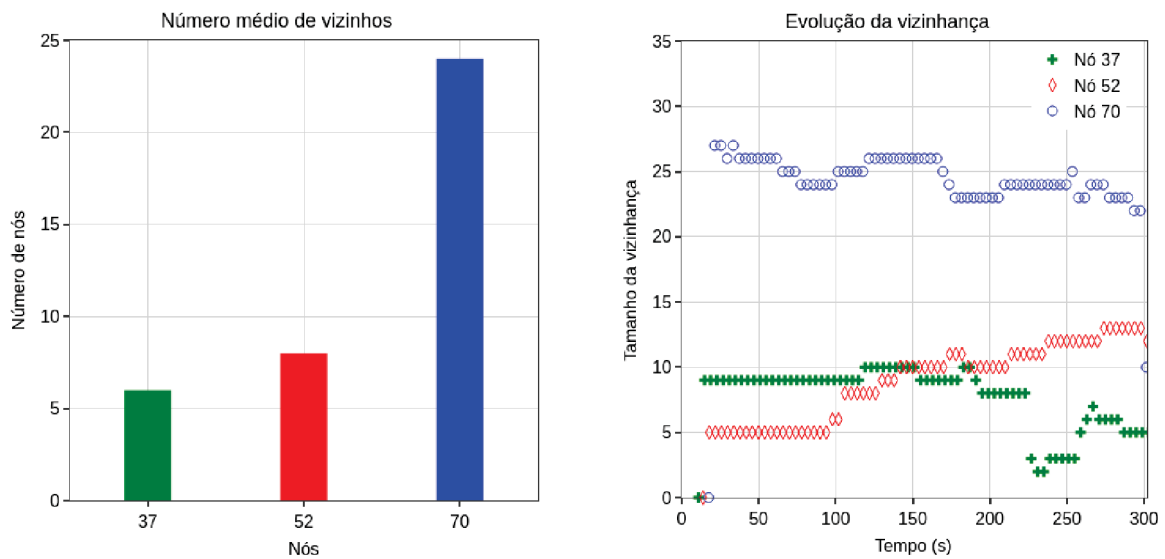 Número médio de vizinhos
25
20
15
10
5
0
37
52
70
Número de nós
Nós
Evolução da vizinhança
35
30
25
20
15
10
5
0
0
50
100
150
200
250
300
Nó 37
Nó 52
Nó 70
Tamanho da vizinhança
Tempo (s)